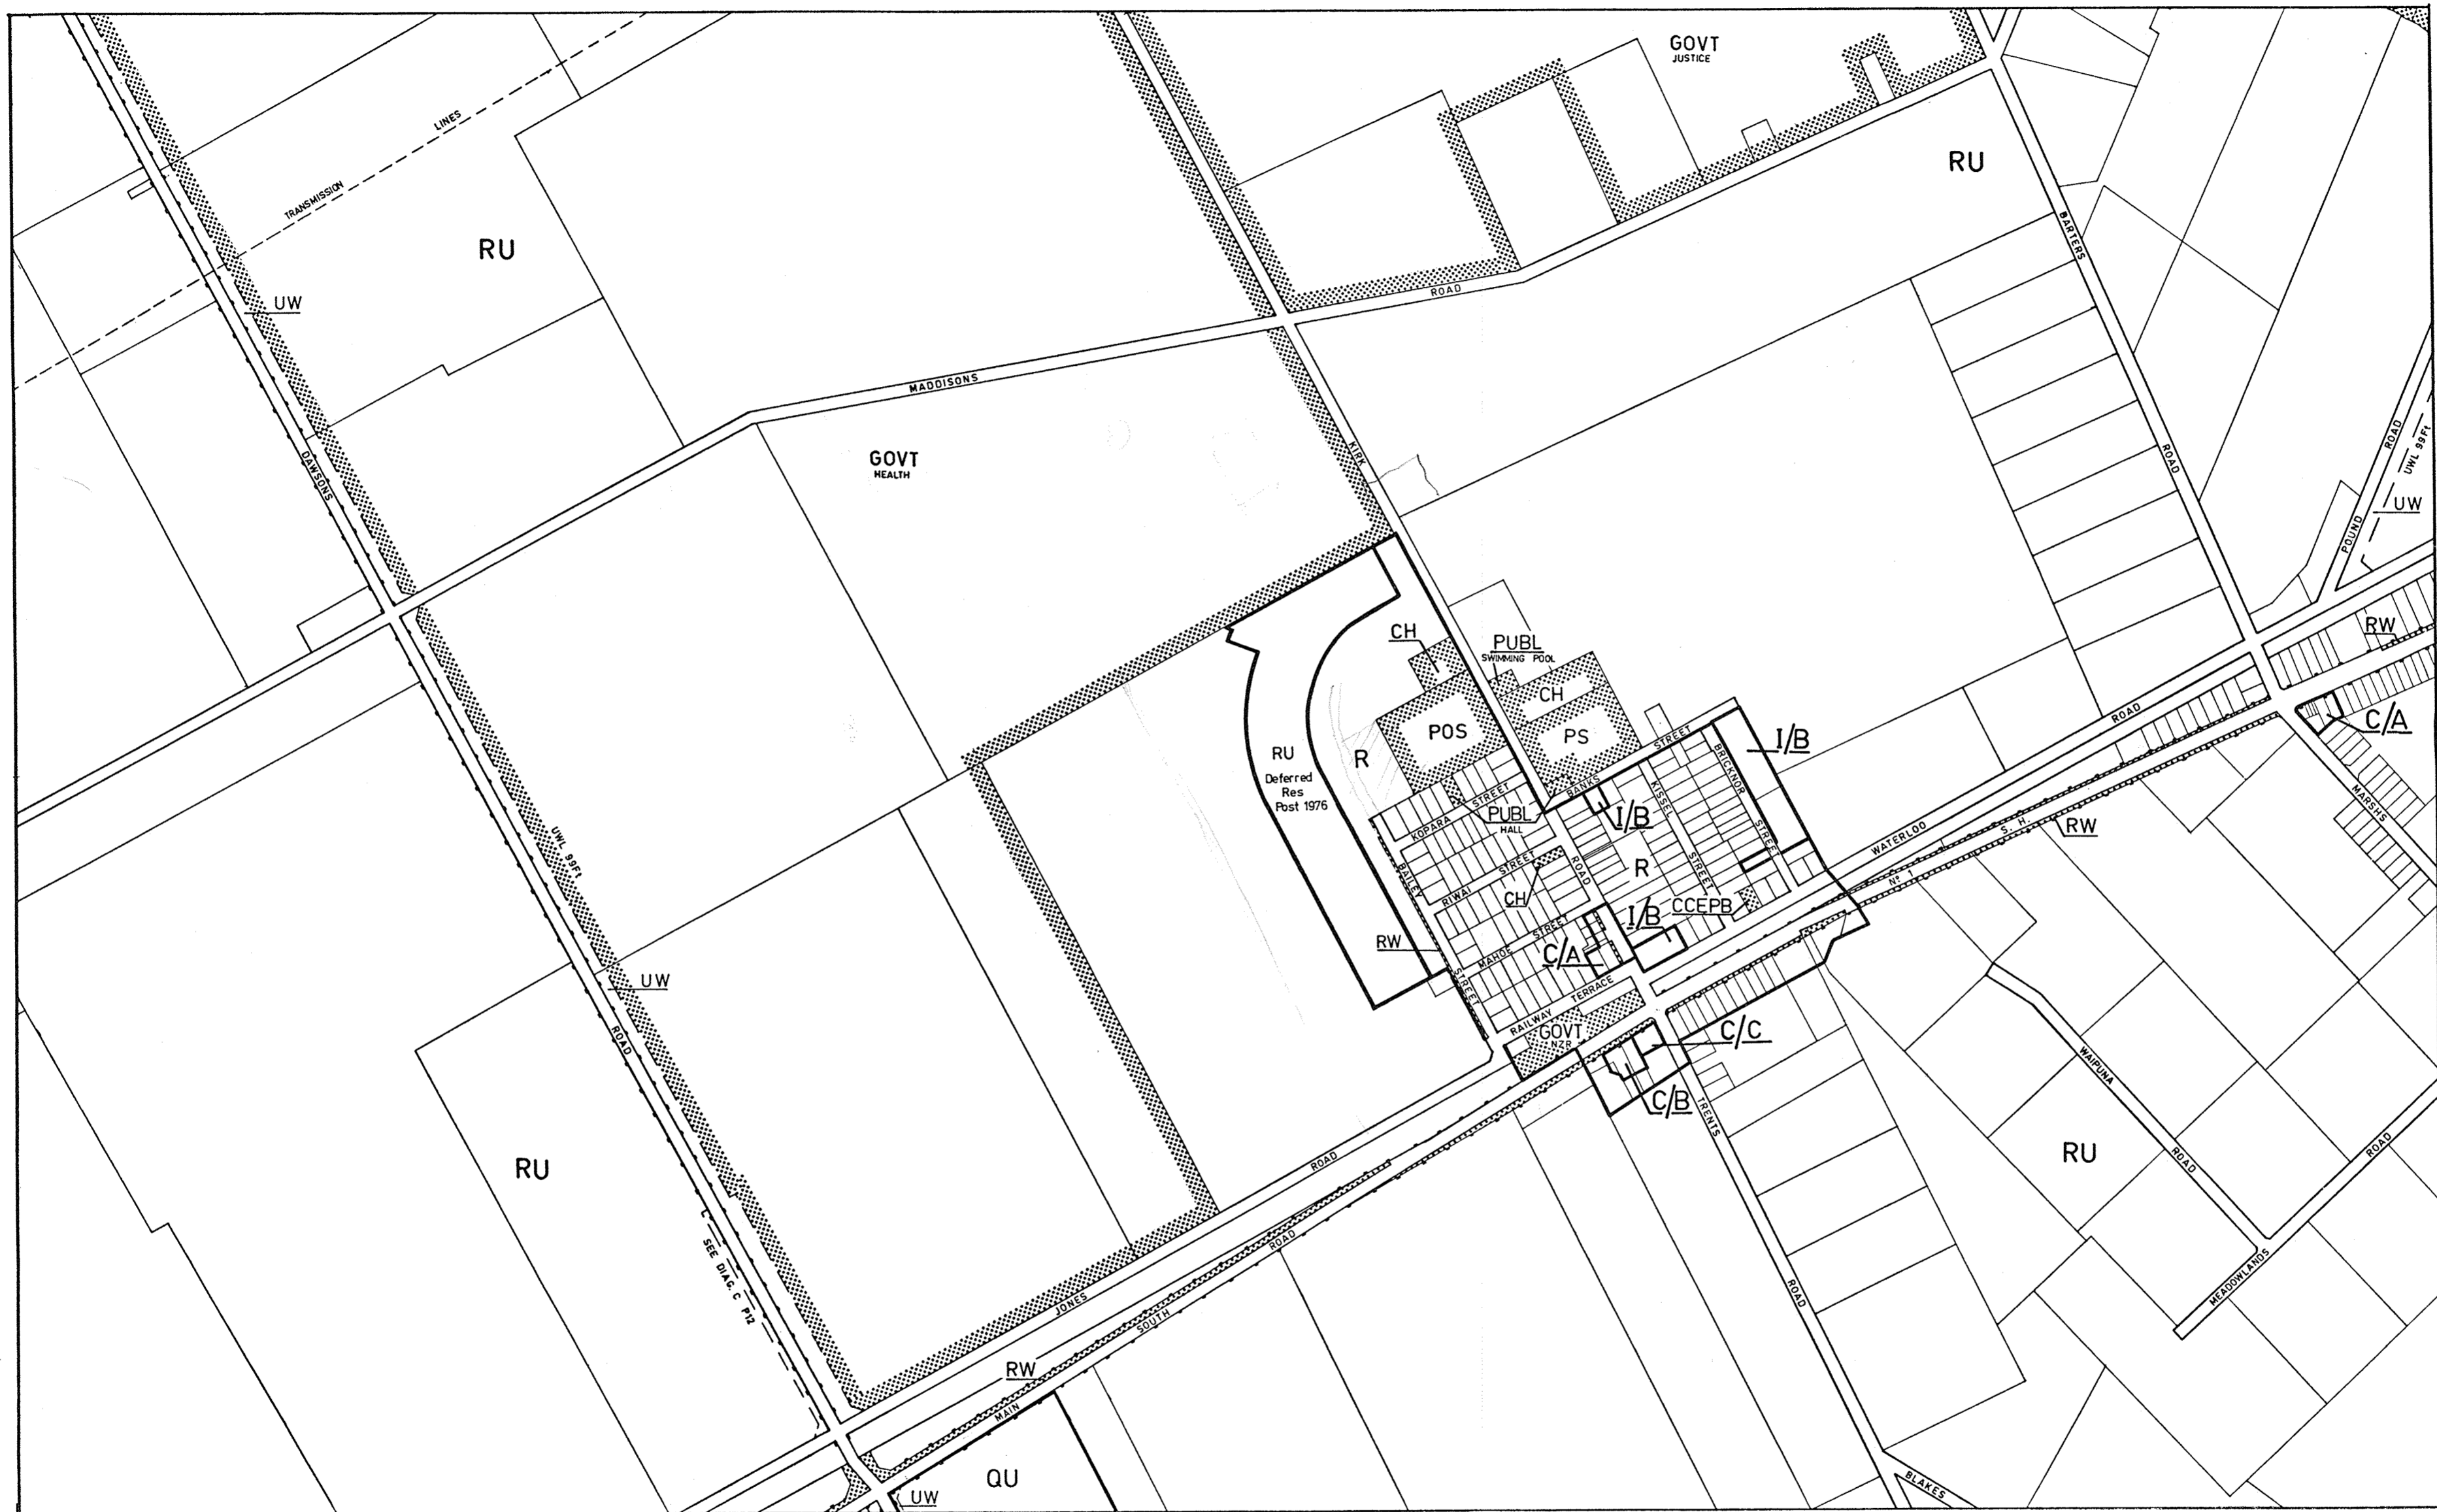 GOVT
JUSTICE
LINES
TRANSMISSION
RU
RU
BARTERS
UW
ROAD
MADDISONS
KIRK
DAWSONS
GOVT
HEALTH
ROAD
ROAD
UWL 99Ft
UW
POUND
CH
PUBL
SWIMMING POOL
RW
CH
POS
PS
R
RU
Deferred
Res
Post 1976
STREET
BRICKNOR
I/B
ROAD
C/A
BANKS
KISSEL
STREET
KOPARA
PUBL
HALL
I/B
MARSHS
UWL 99Ft
BAILEY
STREET
RIWAI
ROAD
R
STREET
STREET
WATERLOO
S. H.
RW
No 1
CH
CCEPB
I/B
STREET
MAHOE
RW
C/A
UW
STREET
TERRACE
RAILWAY
GOVT
NZR
C/C
ROAD
WAIPUNA
C/B
TRENTS
RU
RU
ROAD
ROAD
ROAD
SEE DIAG. C P12
ROAD
JONES
SOUTH
ROAD
MEADOWLANDS
RW
MAIN
QU
UW
BLAKES